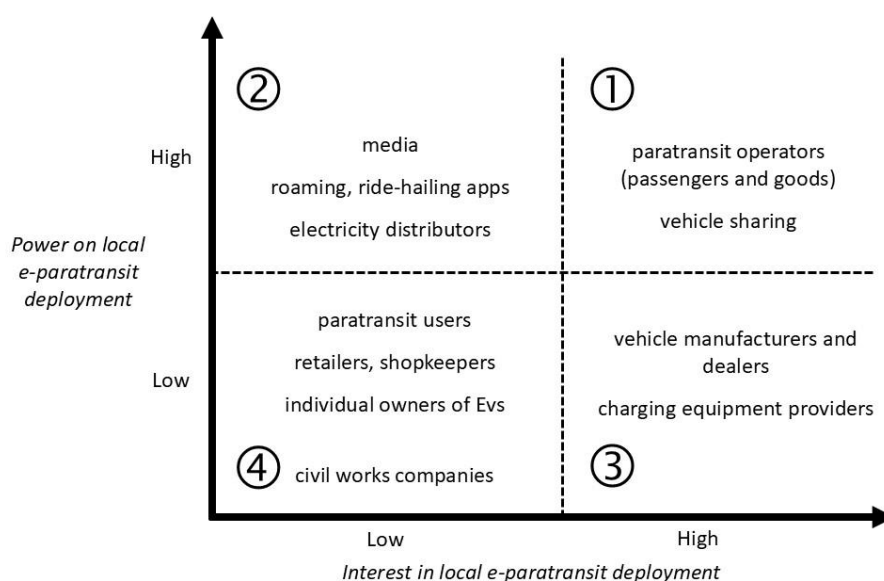 ②
①
media
roaming, ride-hailing apps
electricity distributors
paratransit operators
(passengers and goods)
vehicle sharing
High
Power on local
e-paratransit
deployment
Low
paratransit users
retailers, shopkeepers
individual owners of Evs
civil works companies
④
vehicle manufacturers and
dealers
charging equipment providers
③
Low
High
Interest in local e-paratransit deployment